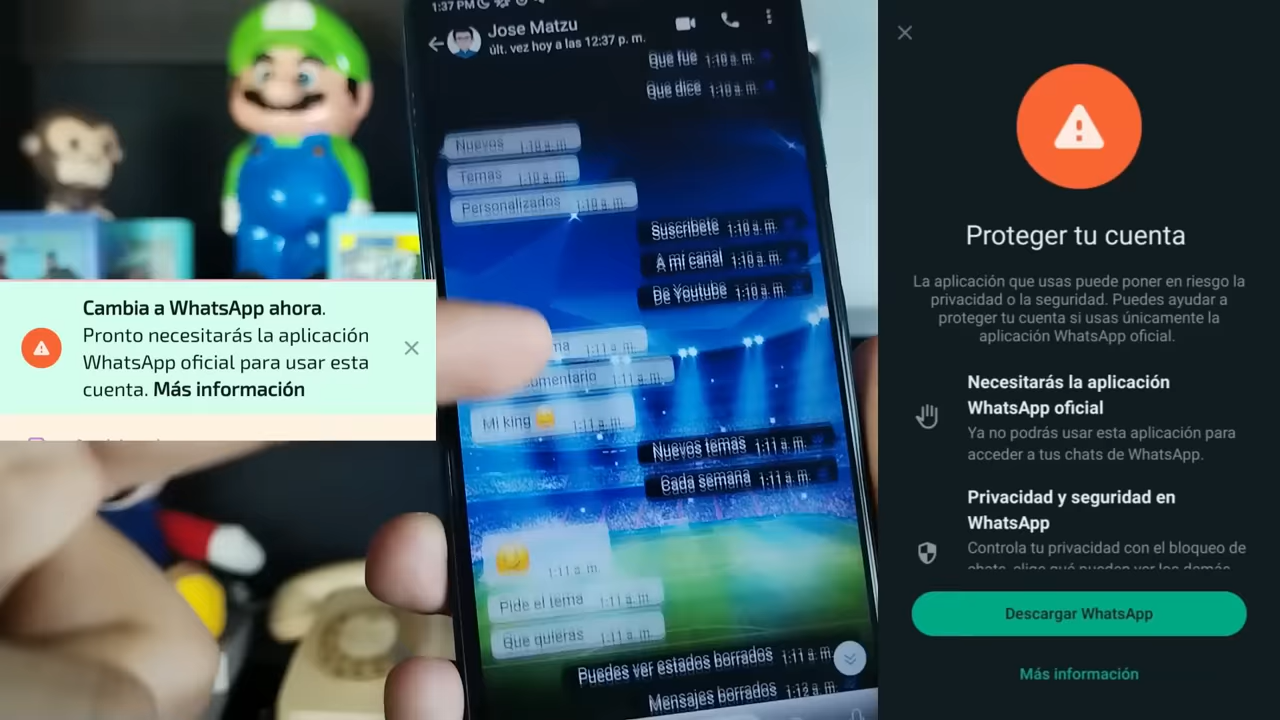 Cambia a WhatsApp ahora.
Pronto necesitarás la aplicación
WhatsApp oficial para usar esta
cuenta. Más información
1:37 PM
Jose Matzu
últ. vez hoy a las 12:37 p. m.
Que fue 1:10 a. m.
Que dice 1:10 a. m.
Nuevos 1:10 a. m.
Temas 1:10 a. m.
Personalizados 1:10 a. m.
Suscribete 1:10 a. m.
A mi canal 1:10 a. m.
De Youtube 1:10 a. m.
1:11 a. m.
1:11 a. m.
Mi king 😊 1:11 a. m.
Nuevos temas 1:11 a. m.
Cada semana 1:11 a. m.
1:11 a. m.
Pide el tema 1:11 a. m.
Que quieras 1:11 a. m.
Puedes ver estados borrados 1:11 a. m.
Mensajes borrados 1:12 a. m.
Proteger tu cuenta
La aplicación que usas puede poner en riesgo la
privacidad o la seguridad. Puedes ayudar a
proteger tu cuenta si usas únicamente la
aplicación WhatsApp oficial.
Necesitarás la aplicación
WhatsApp oficial
Ya no podrás usar esta aplicación para
acceder a tus chats de WhatsApp.
Privacidad y seguridad en
WhatsApp
Controla tu privacidad con el bloqueo de
Descargar WhatsApp
Más información